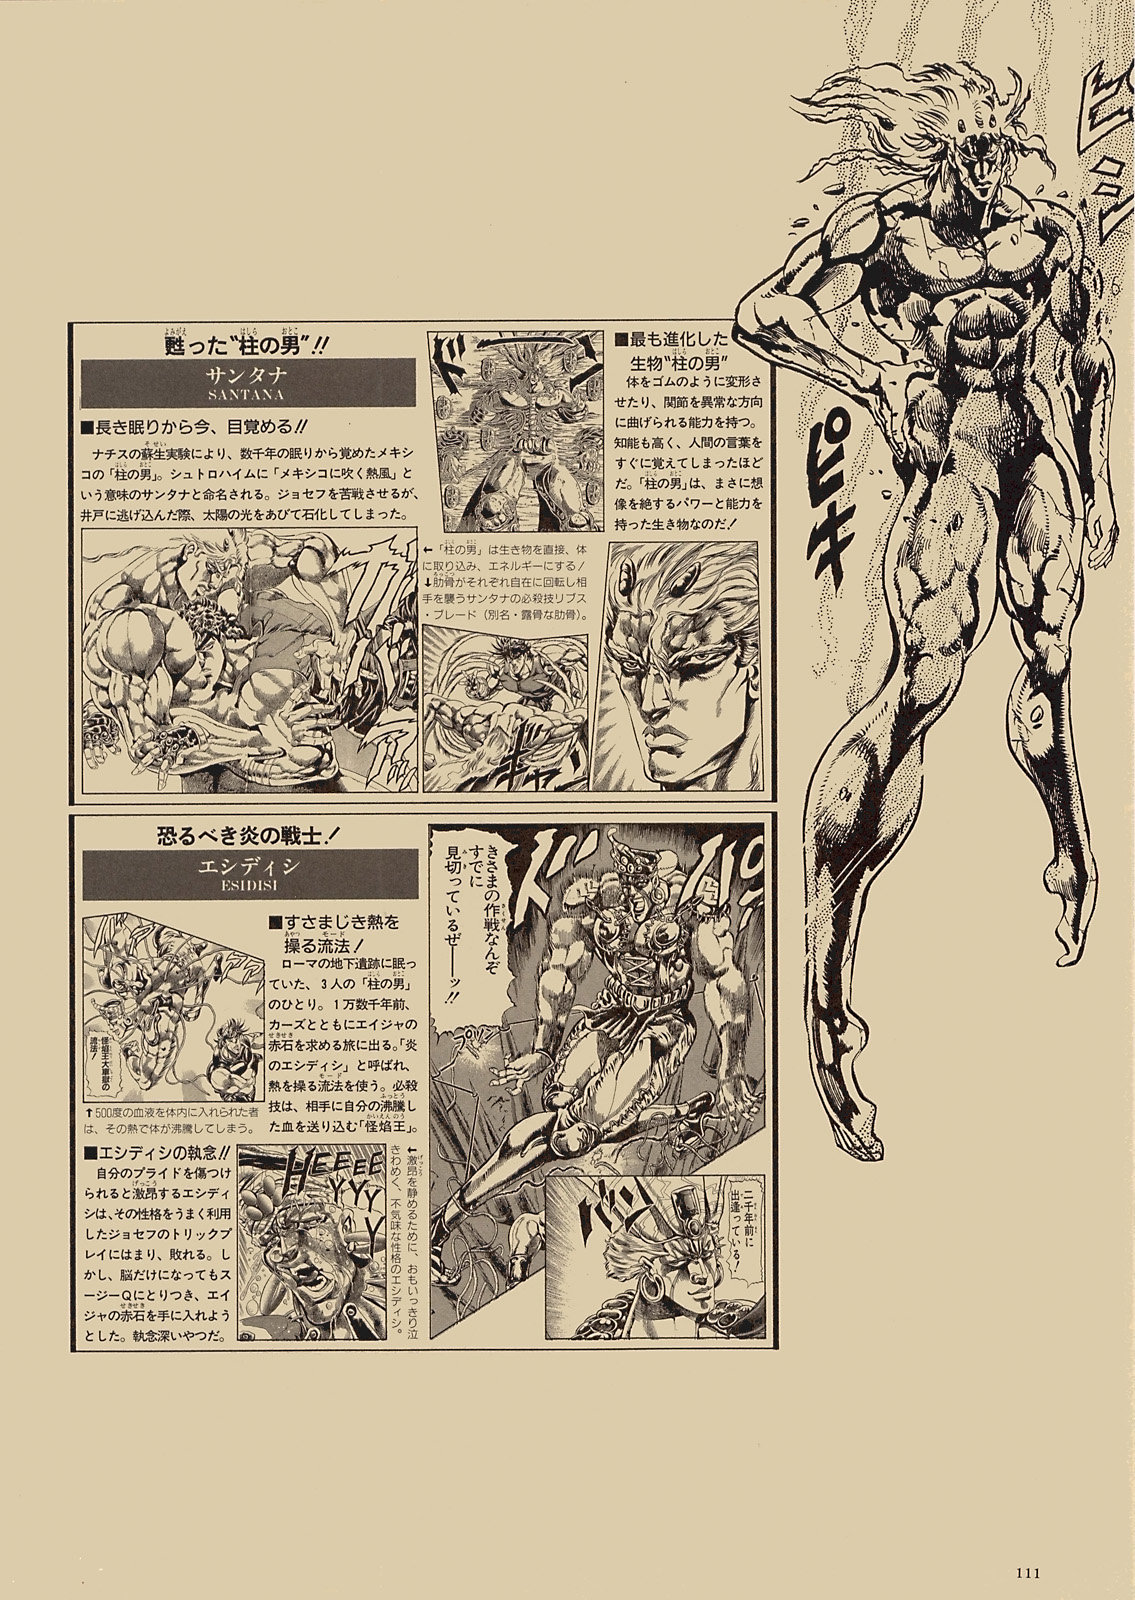 甦った“柱の男”!!
サンタナ
SANTANA
■長き眠りから今、目覚める!!
ナチスの蘇生実験により、数千年の眠りから覚めたメキシ
コの「柱の男」。シュトロハイムに「メキシコに吹く熱風」と
いう意味のサンタナと命名される。ジョセフを苦戦させるが、
井戸に逃げ込んだ際、太陽の光をあびて石化してしまった。
ドーン
■最も進化した
生物“柱の男”
体をゴムのように変形さ
せたり、関節を異常な方向
に曲げられる能力を持つ。
知能も高く、人間の言葉を
すぐに覚えてしまったほど
だ。「柱の男」は、まさに想
像を絶するパワーと能力を
持った生き物なのだ!
←「柱の男」は生き物を直接、体
に取り込み、エネルギーにする!
↓肋骨がそれぞれ自在に回転し相
手を襲うサンタナの必殺技リブス
・ブレード(別名・露骨な肋骨)。
ギャン
ピシ
ピキ
恐るべき炎の戦士!
エシディシ
ESIDISI
■すさまじき熱を
操る流法!
ローマの地下遺跡に眠っ
ていた、3人の「柱の男」
のひとり。1万数千年前、
カーズとともにエイジャの
赤石を求める旅に出る。「炎
のエシディシ」と呼ばれ、
熱を操る流法を使う。必殺
技は、相手に自分の沸騰し
た血を送り込む「怪焔王」。
怪焔王大車獄の
流法!
↑500度の血液を体内に入れられた者
は、その熱で体が沸騰してしまう。
■エシディシの執念!!
自分のプライドを傷つけ
られると激昂するエシディ
シは、その性格をうまく利用
したジョセフのトリックプ
レイにはまり、敗れる。し
かし、脳だけになってもス
ージーQにとりつき、エイ
ジャの赤石を手に入れよう
とした。執念深いやつだ。
HEEEEE
YYY
Y
←激昂を静めるために、おもいっきり泣
きわめく、不気味な性格のエシディシ。
きさまの作戦なんぞ
すでに
見切っているぜーーッ!!
バン
二千年前に
出逢っている!
111